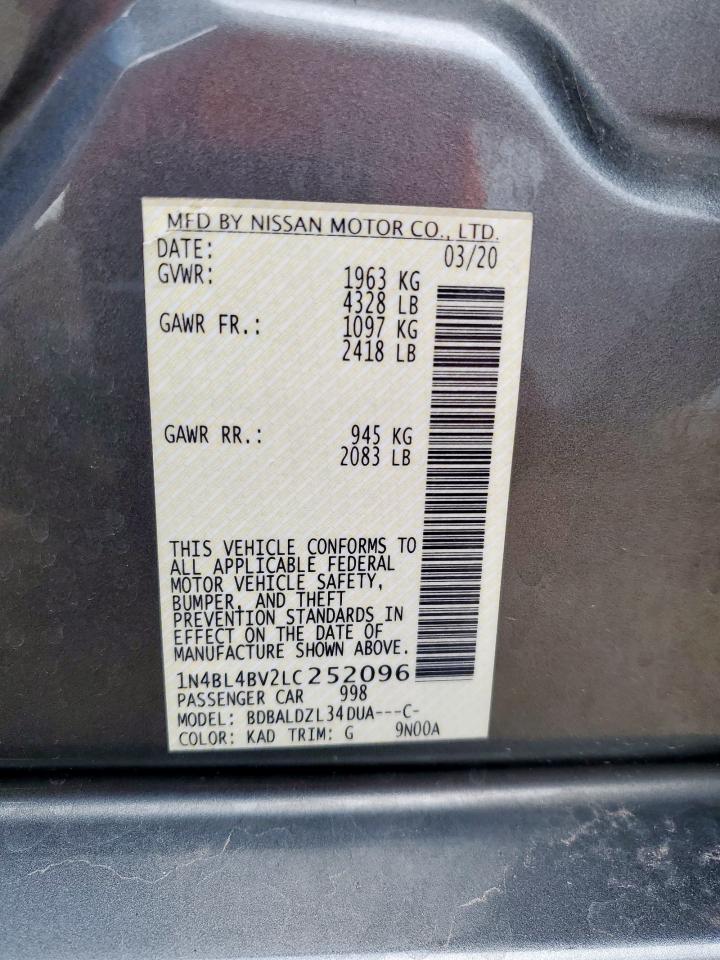 MFD BY NISSAN MOTOR CO., LTD.
DATE: 03/20
GVWR: 1963 KG
4328 LB
GAWR FR.: 1097 KG
2418 LB
GAWR RR.: 945 KG
2083 LB
THIS VEHICLE CONFORMS TO
ALL APPLICABLE FEDERAL
MOTOR VEHICLE SAFETY,
BUMPER, AND THEFT
PREVENTION STANDARDS IN
EFFECT ON THE DATE OF
MANUFACTURE SHOWN ABOVE.
1N4BL4BV2LC252096
PASSENGER CAR 998
MODEL: BDBALDZL34DUA---C-
COLOR: KAD TRIM: G 9N00A